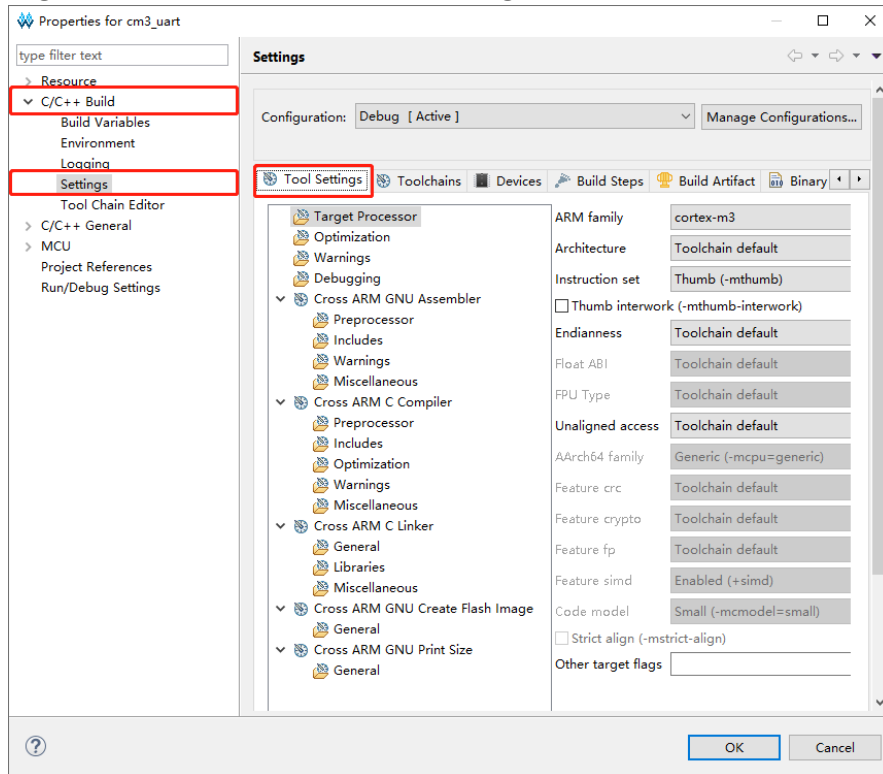 Properties for cm3_uart
type filter text
Settings
Resource
C/C++ Build
Build Variables
Environment
Logging
Settings
Tool Chain Editor
C/C++ General
MCU
Project References
Run/Debug Settings
Configuration: Debug [ Active ] Manage Configurations...
Tool Settings Toolchains Devices Build Steps Build Artifact Binary
Target Processor
Optimization
Warnings
Debugging
Cross ARM GNU Assembler
Preprocessor
Includes
Warnings
Miscellaneous
Cross ARM C Compiler
Preprocessor
Includes
Optimization
Warnings
Miscellaneous
Cross ARM C Linker
General
Libraries
Miscellaneous
Cross ARM GNU Create Flash Image
General
Cross ARM GNU Print Size
General
ARM family cortex-m3
Architecture Toolchain default
Instruction set Thumb (-mthumb)
Thumb interwork (-mthumb-interwork)
Endianness Toolchain default
Float ABI Toolchain default
FPU Type Toolchain default
Unaligned access Toolchain default
AArch64 family Generic (-mcpu=generic)
Feature crc Toolchain default
Feature crypto Toolchain default
Feature fp Toolchain default
Feature simd Enabled (+simd)
Code model Small (-mcmodel=small)
Strict align (-mstrict-align)
Other target flags
OK Cancel